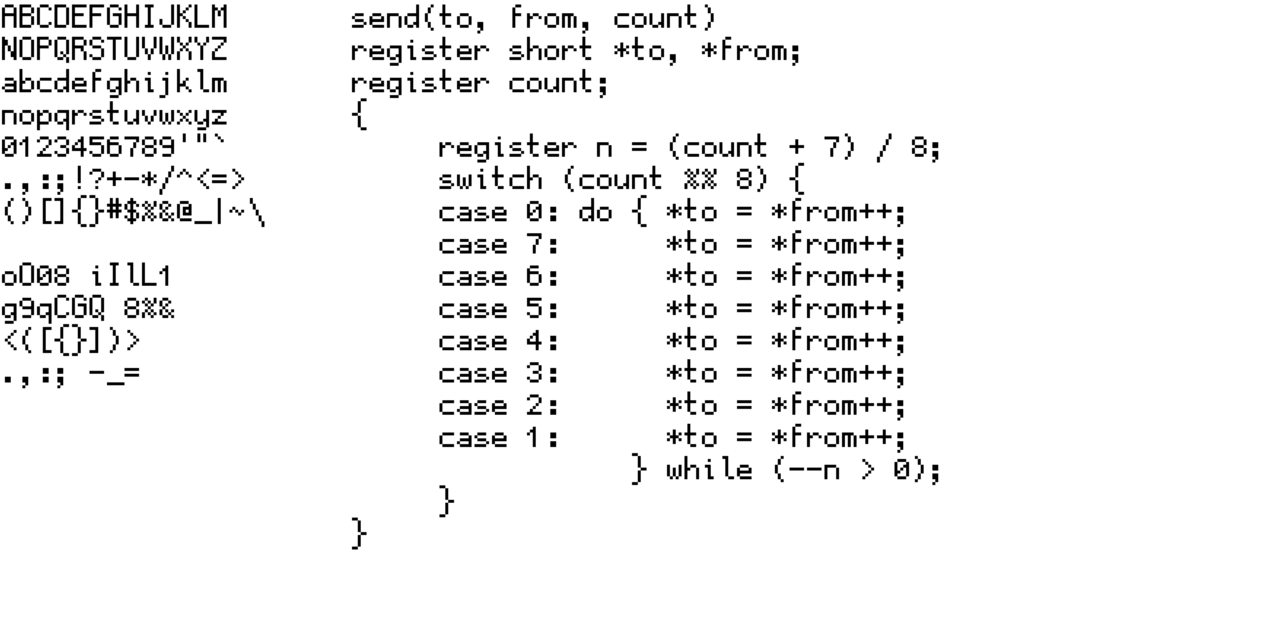 ABCDEFGHIJKLM
NOPQRSTUVWXYZ
abcdefghijklm
nopqrstuvwxyz
0123456789'"`
.,:;!?+-*/^<=>
()[]{}#$%&@_|~\

oO08 iIlL1
g9qCGQ 8%&
<([{}])>
.,:; -_=

send(to, from, count)
register short *to, *from;
register count;
{
     register n = (count + 7) / 8;
     switch (count %% 8) {
     case 0: do { *to = *from++;
     case 7:      *to = *from++;
     case 6:      *to = *from++;
     case 5:      *to = *from++;
     case 4:      *to = *from++;
     case 3:      *to = *from++;
     case 2:      *to = *from++;
     case 1:      *to = *from++;
                } while (--n > 0);
     }
}